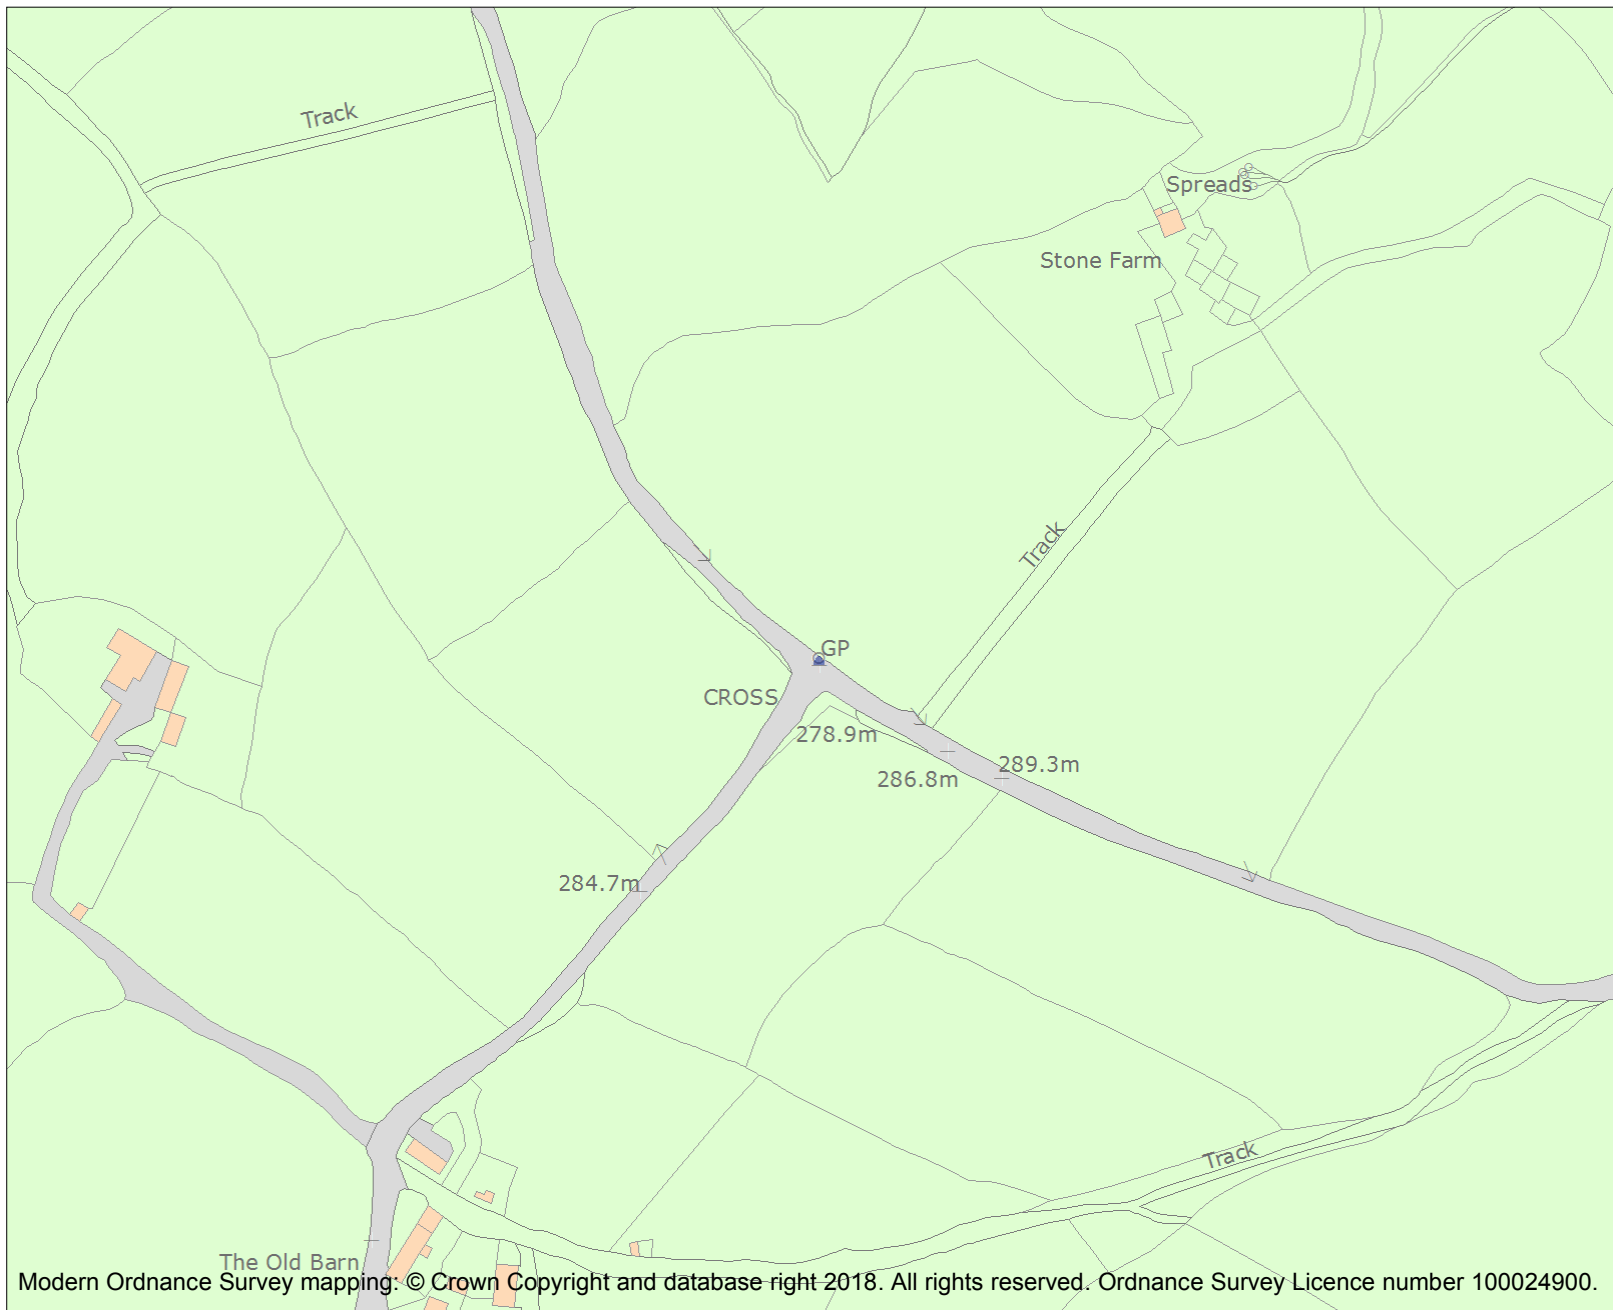 Track
Spreads
Stone Farm
Track
GP
CROSS
278.9m
289.3m
286.8m
284.7m
Track
The Old Barn
Modern Ordnance Survey mapping: © Crown Copyright and database right 2018. All rights reserved. Ordnance Survey Licence number 100024900.